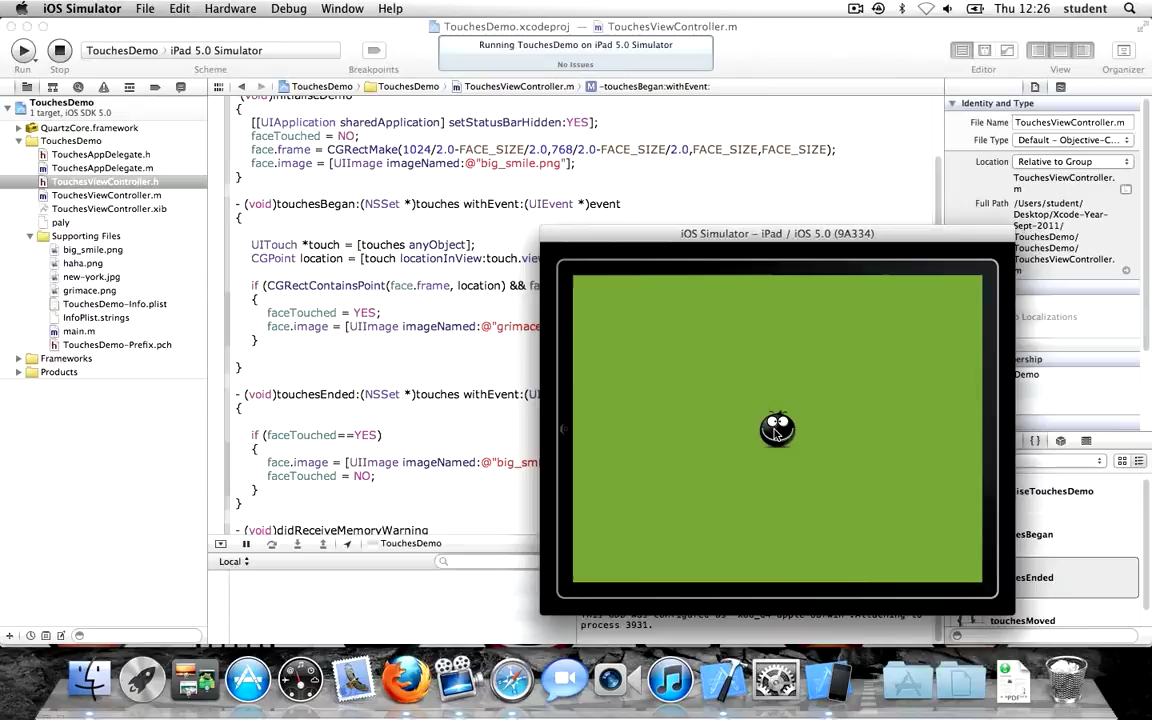 iOS Simulator File Edit Hardware Debug Window Help Thu 12:26 student
TouchesDemo.xcodeproj › TouchesViewController.m
TouchesDemo › iPad 5.0 Simulator
Running TouchesDemo on iPad 5.0 Simulator
No Issues
Run Stop Scheme Breakpoints Editor View Organizer
TouchesDemo
1 target, iOS SDK 5.0
QuartzCore.framework
TouchesDemo
TouchesAppDelegate.h
TouchesAppDelegate.m
TouchesViewController.h
TouchesViewController.m
TouchesViewController.xib
paly
Supporting Files
big_smile.png
haha.png
new-york.jpg
grimace.png
TouchesDemo-Info.plist
InfoPlist.strings
main.m
TouchesDemo-Prefix.pch
Frameworks
Products
TouchesDemo TouchesDemo TouchesViewController.m -touchesBegan:withEvent:
{
[[UIApplication sharedApplication] setStatusBarHidden:YES];
faceTouched = NO;
face.frame = CGRectMake(1024/2.0-FACE_SIZE/2.0,768/2.0-FACE_SIZE/2.0,FACE_SIZE,FACE_SIZE);
face.image = [UIImage imageNamed:@"big_smile.png"];
}
- (void)touchesBegan:(NSSet *)touches withEvent:(UIEvent *)event
{
UITouch *touch = [touches anyObject];
CGPoint location = [touch locationInView:touch.vie
if (CGRectContainsPoint(face.frame, location) && fa
{
faceTouched = YES;
face.image = [UIImage imageNamed:@"grimace
}
}
- (void)touchesEnded:(NSSet *)touches withEvent:(UI
{
if (faceTouched==YES)
{
face.image = [UIImage imageNamed:@"big_sm
faceTouched = NO;
}
}
- (void)didReceiveMemoryWarning
TouchesDemo
Local
iOS Simulator – iPad / iOS 5.0 (9A334)
process 3931.
Identity and Type
File Name TouchesViewController.m
File Type Default - Objective-C...
Location Relative to Group
TouchesViewController.
m
Full Path /Users/student/
Desktop/Xcode-Year
Sept-2011/
TouchesDemo/
TouchesDemo/
TouchesViewController.
m
o Localizations
ership
Demo
{}
iseTouchesDemo
sBegan
sEnded
touchesMoved
PDF